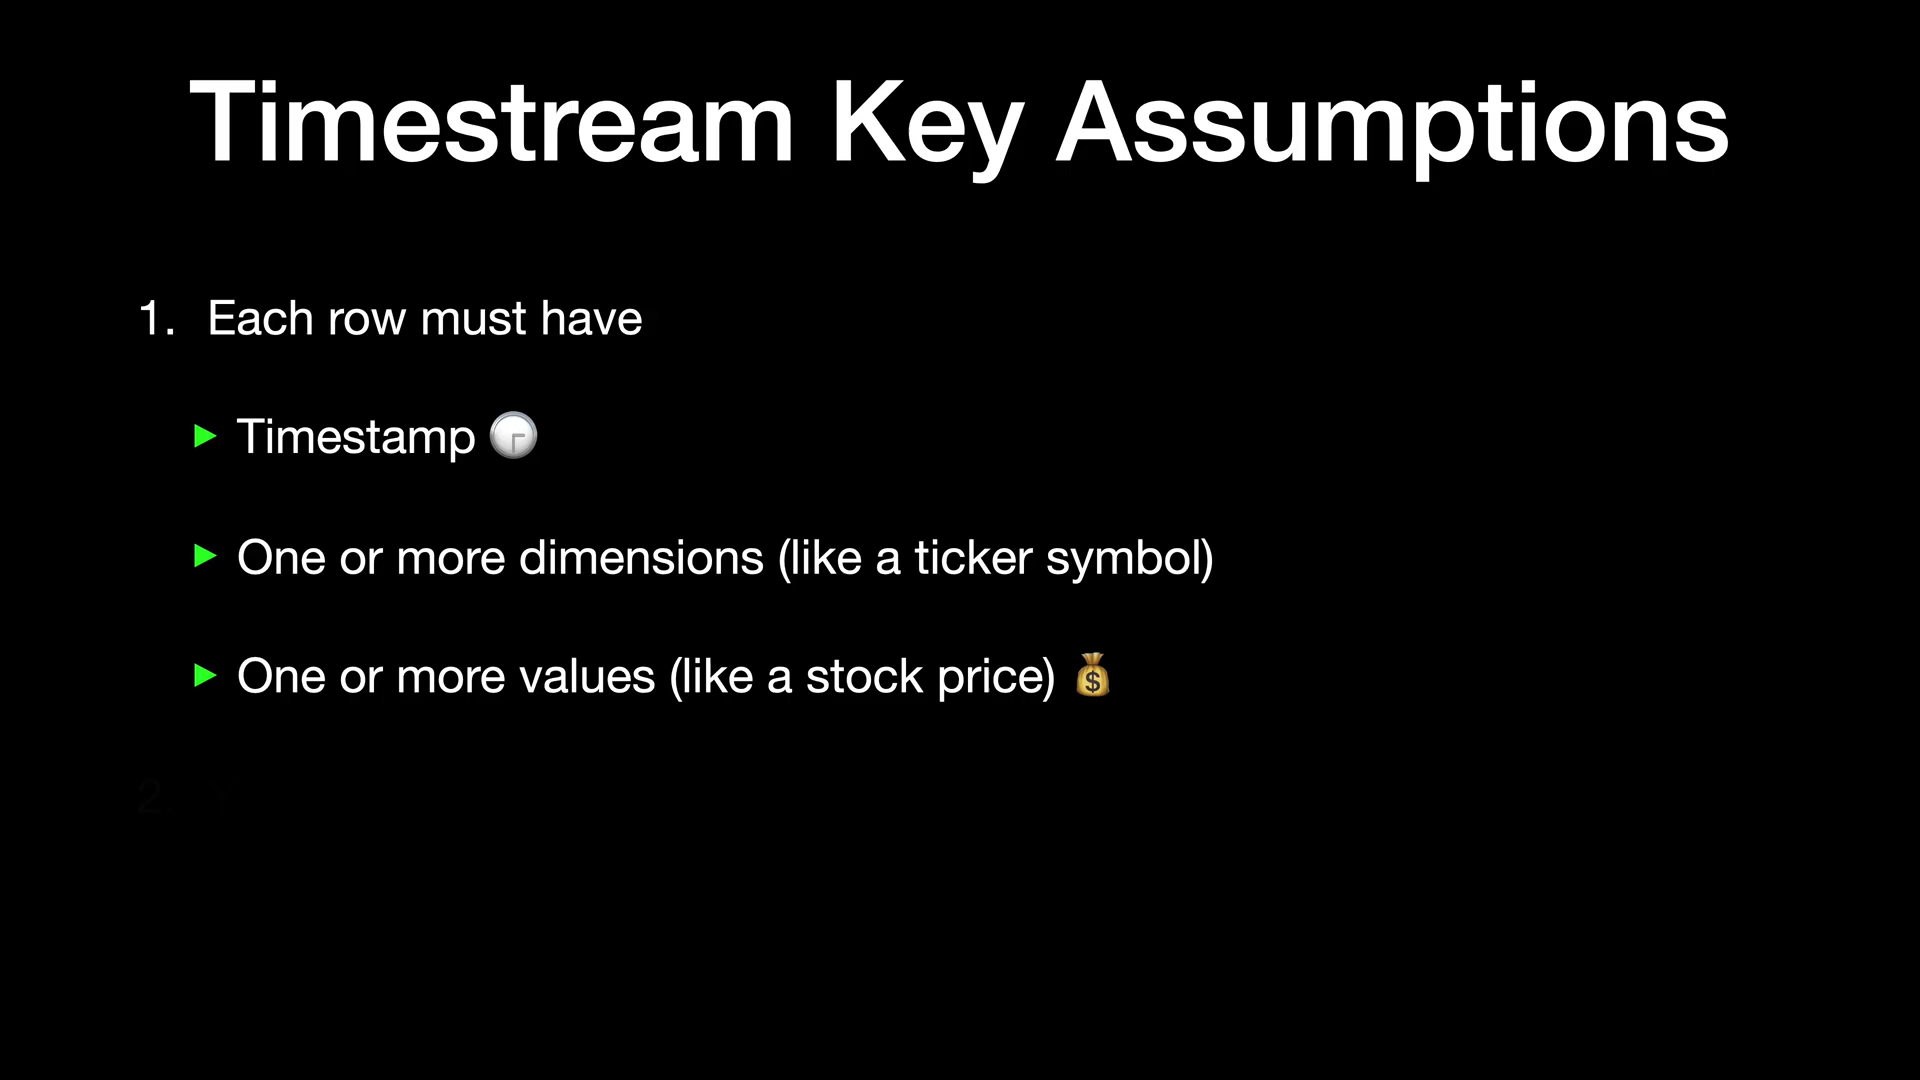 Timestream Key Assumptions
1. Each row must have
▶ Timestamp 🕞
▶ One or more dimensions (like a ticker symbol)
▶ One or more values (like a stock price) 💰
2.